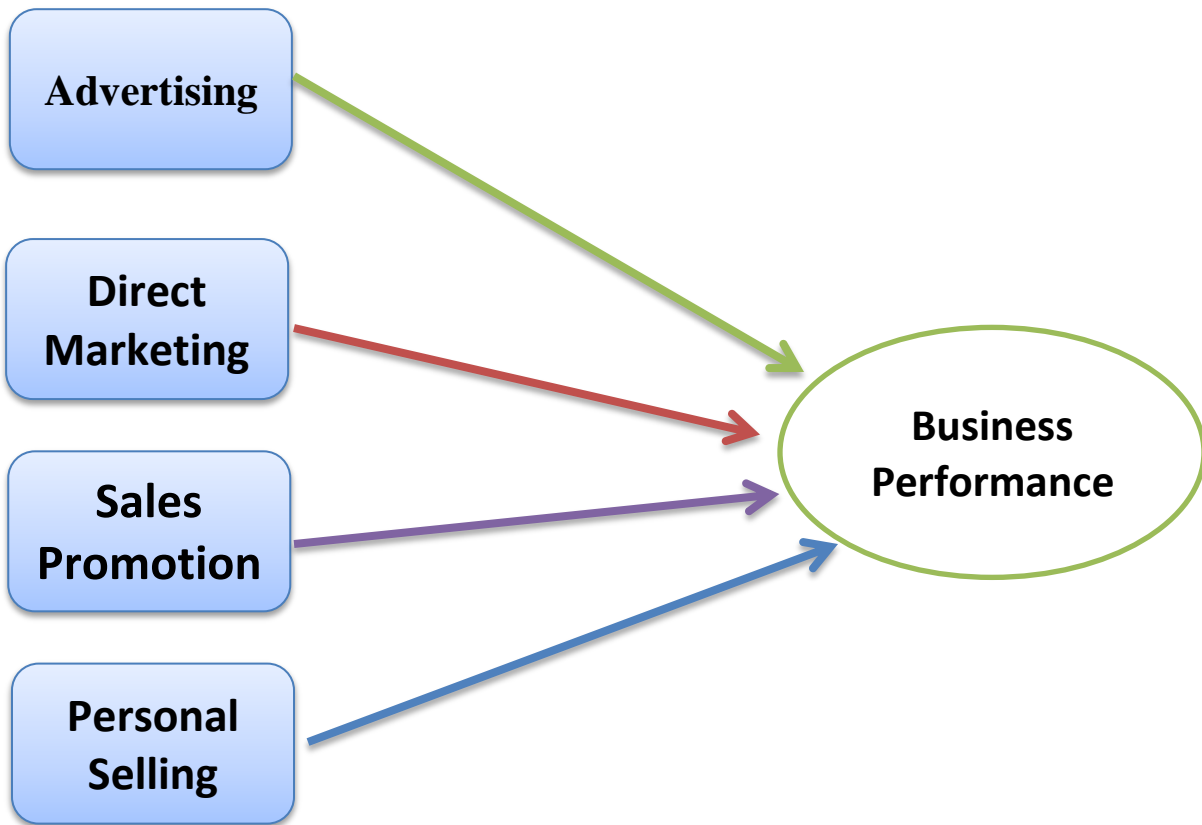 Advertising
Direct
Marketing
Sales
Promotion
Personal
Selling
Business
Performance